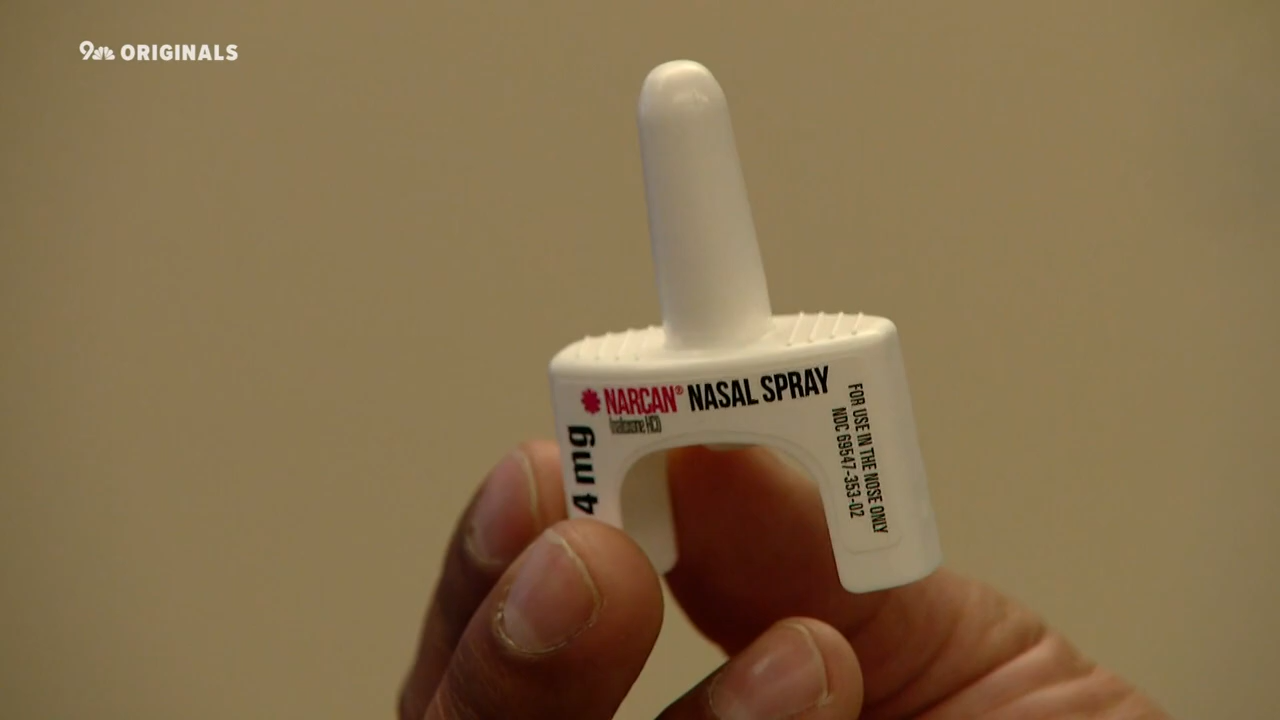 9 ORIGINALS
NARCAN® NASAL SPRAY
(naloxone HCl)
4 mg
FOR USE IN THE NOSE ONLY
NDC 69547-353-02